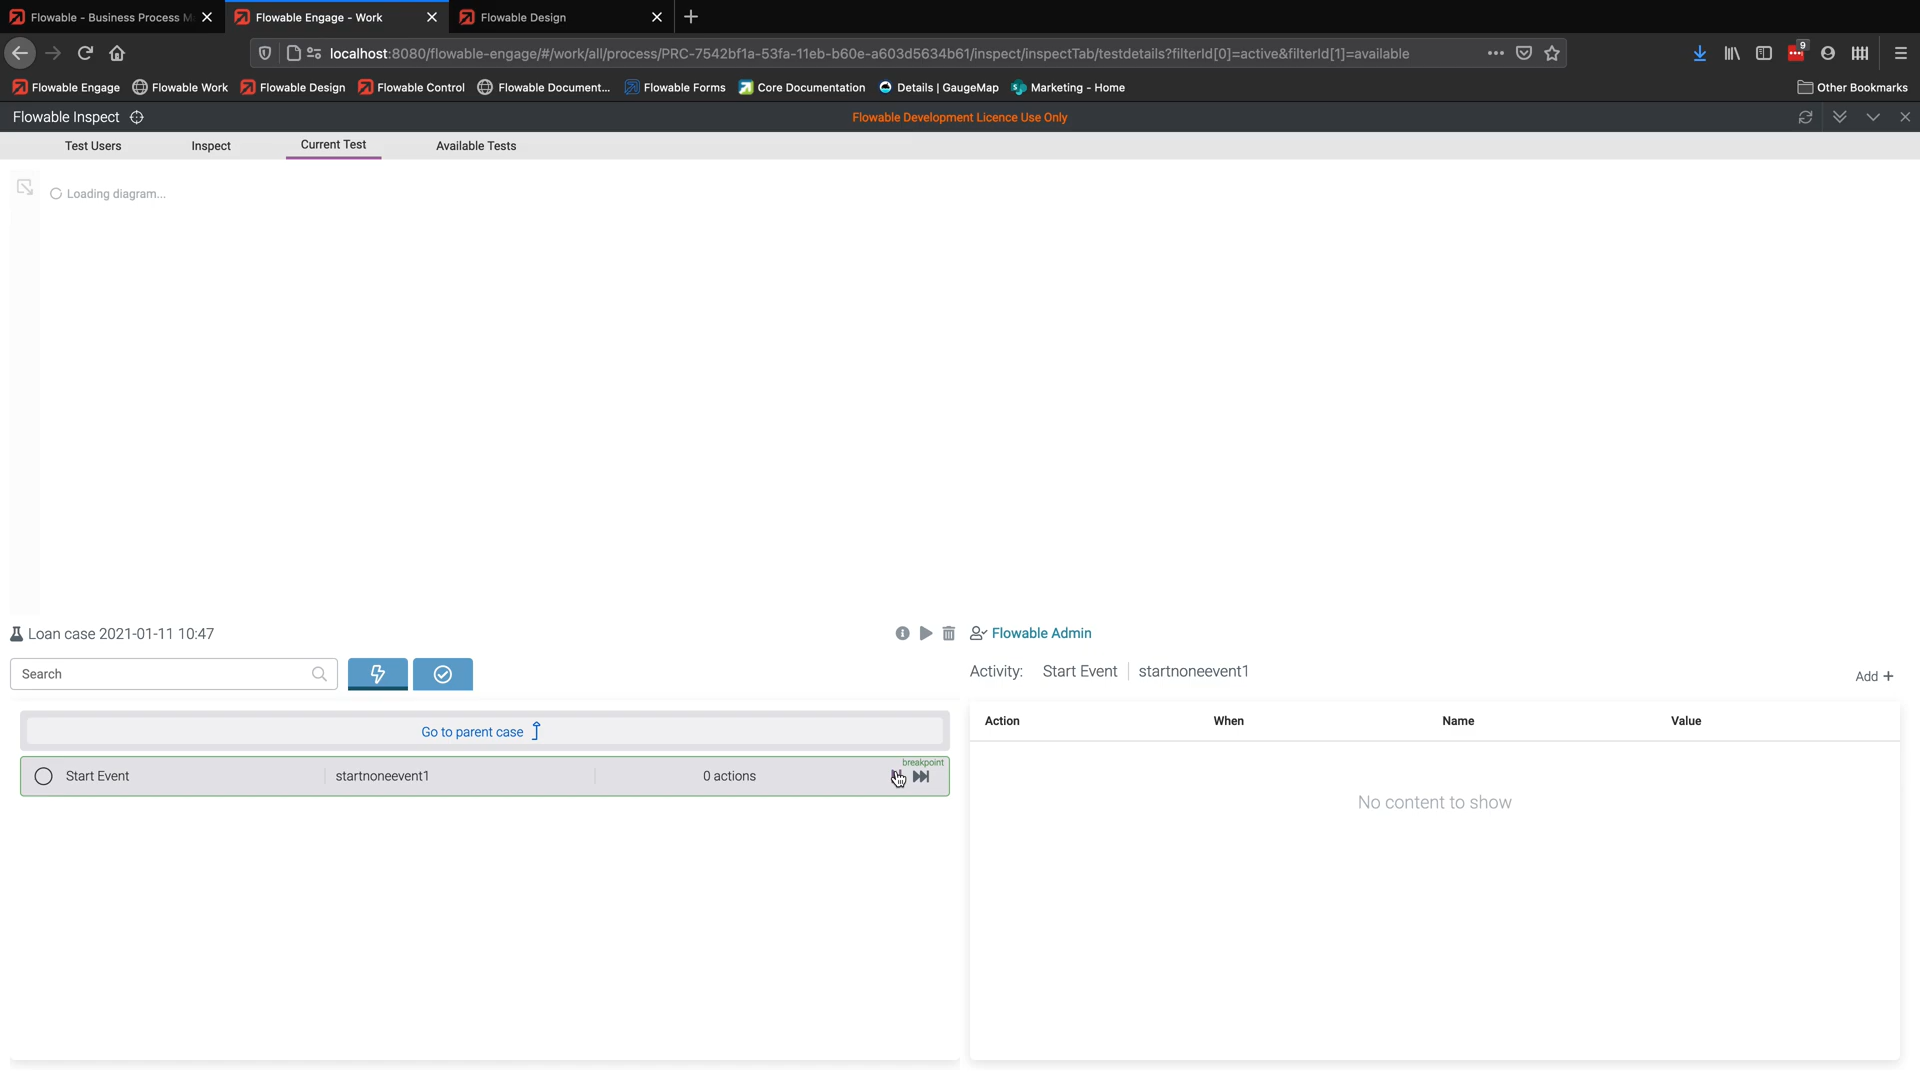 Flowable - Business Process M
Flowable Engage - Work
Flowable Design
localhost:8080/flowable-engage/#/work/all/process/PRC-7542bf1a-53fa-11eb-b60e-a603d5634b61/inspect/inspectTab/testdetails?filterId[0]=active&filterId[1]=available
9
Flowable Engage
Flowable Work
Flowable Design
Flowable Control
Flowable Document...
Flowable Forms
Core Documentation
Details | GaugeMap
Marketing - Home
Other Bookmarks
Flowable Inspect
Flowable Development Licence Use Only
Test Users
Inspect
Current Test
Available Tests
Loading diagram...
Loan case 2021-01-11 10:47
Flowable Admin
Search
Activity: Start Event startnoneevent1
Add +
Go to parent case
Action
When
Name
Value
breakpoint
Start Event
startnoneevent1
0 actions
No content to show